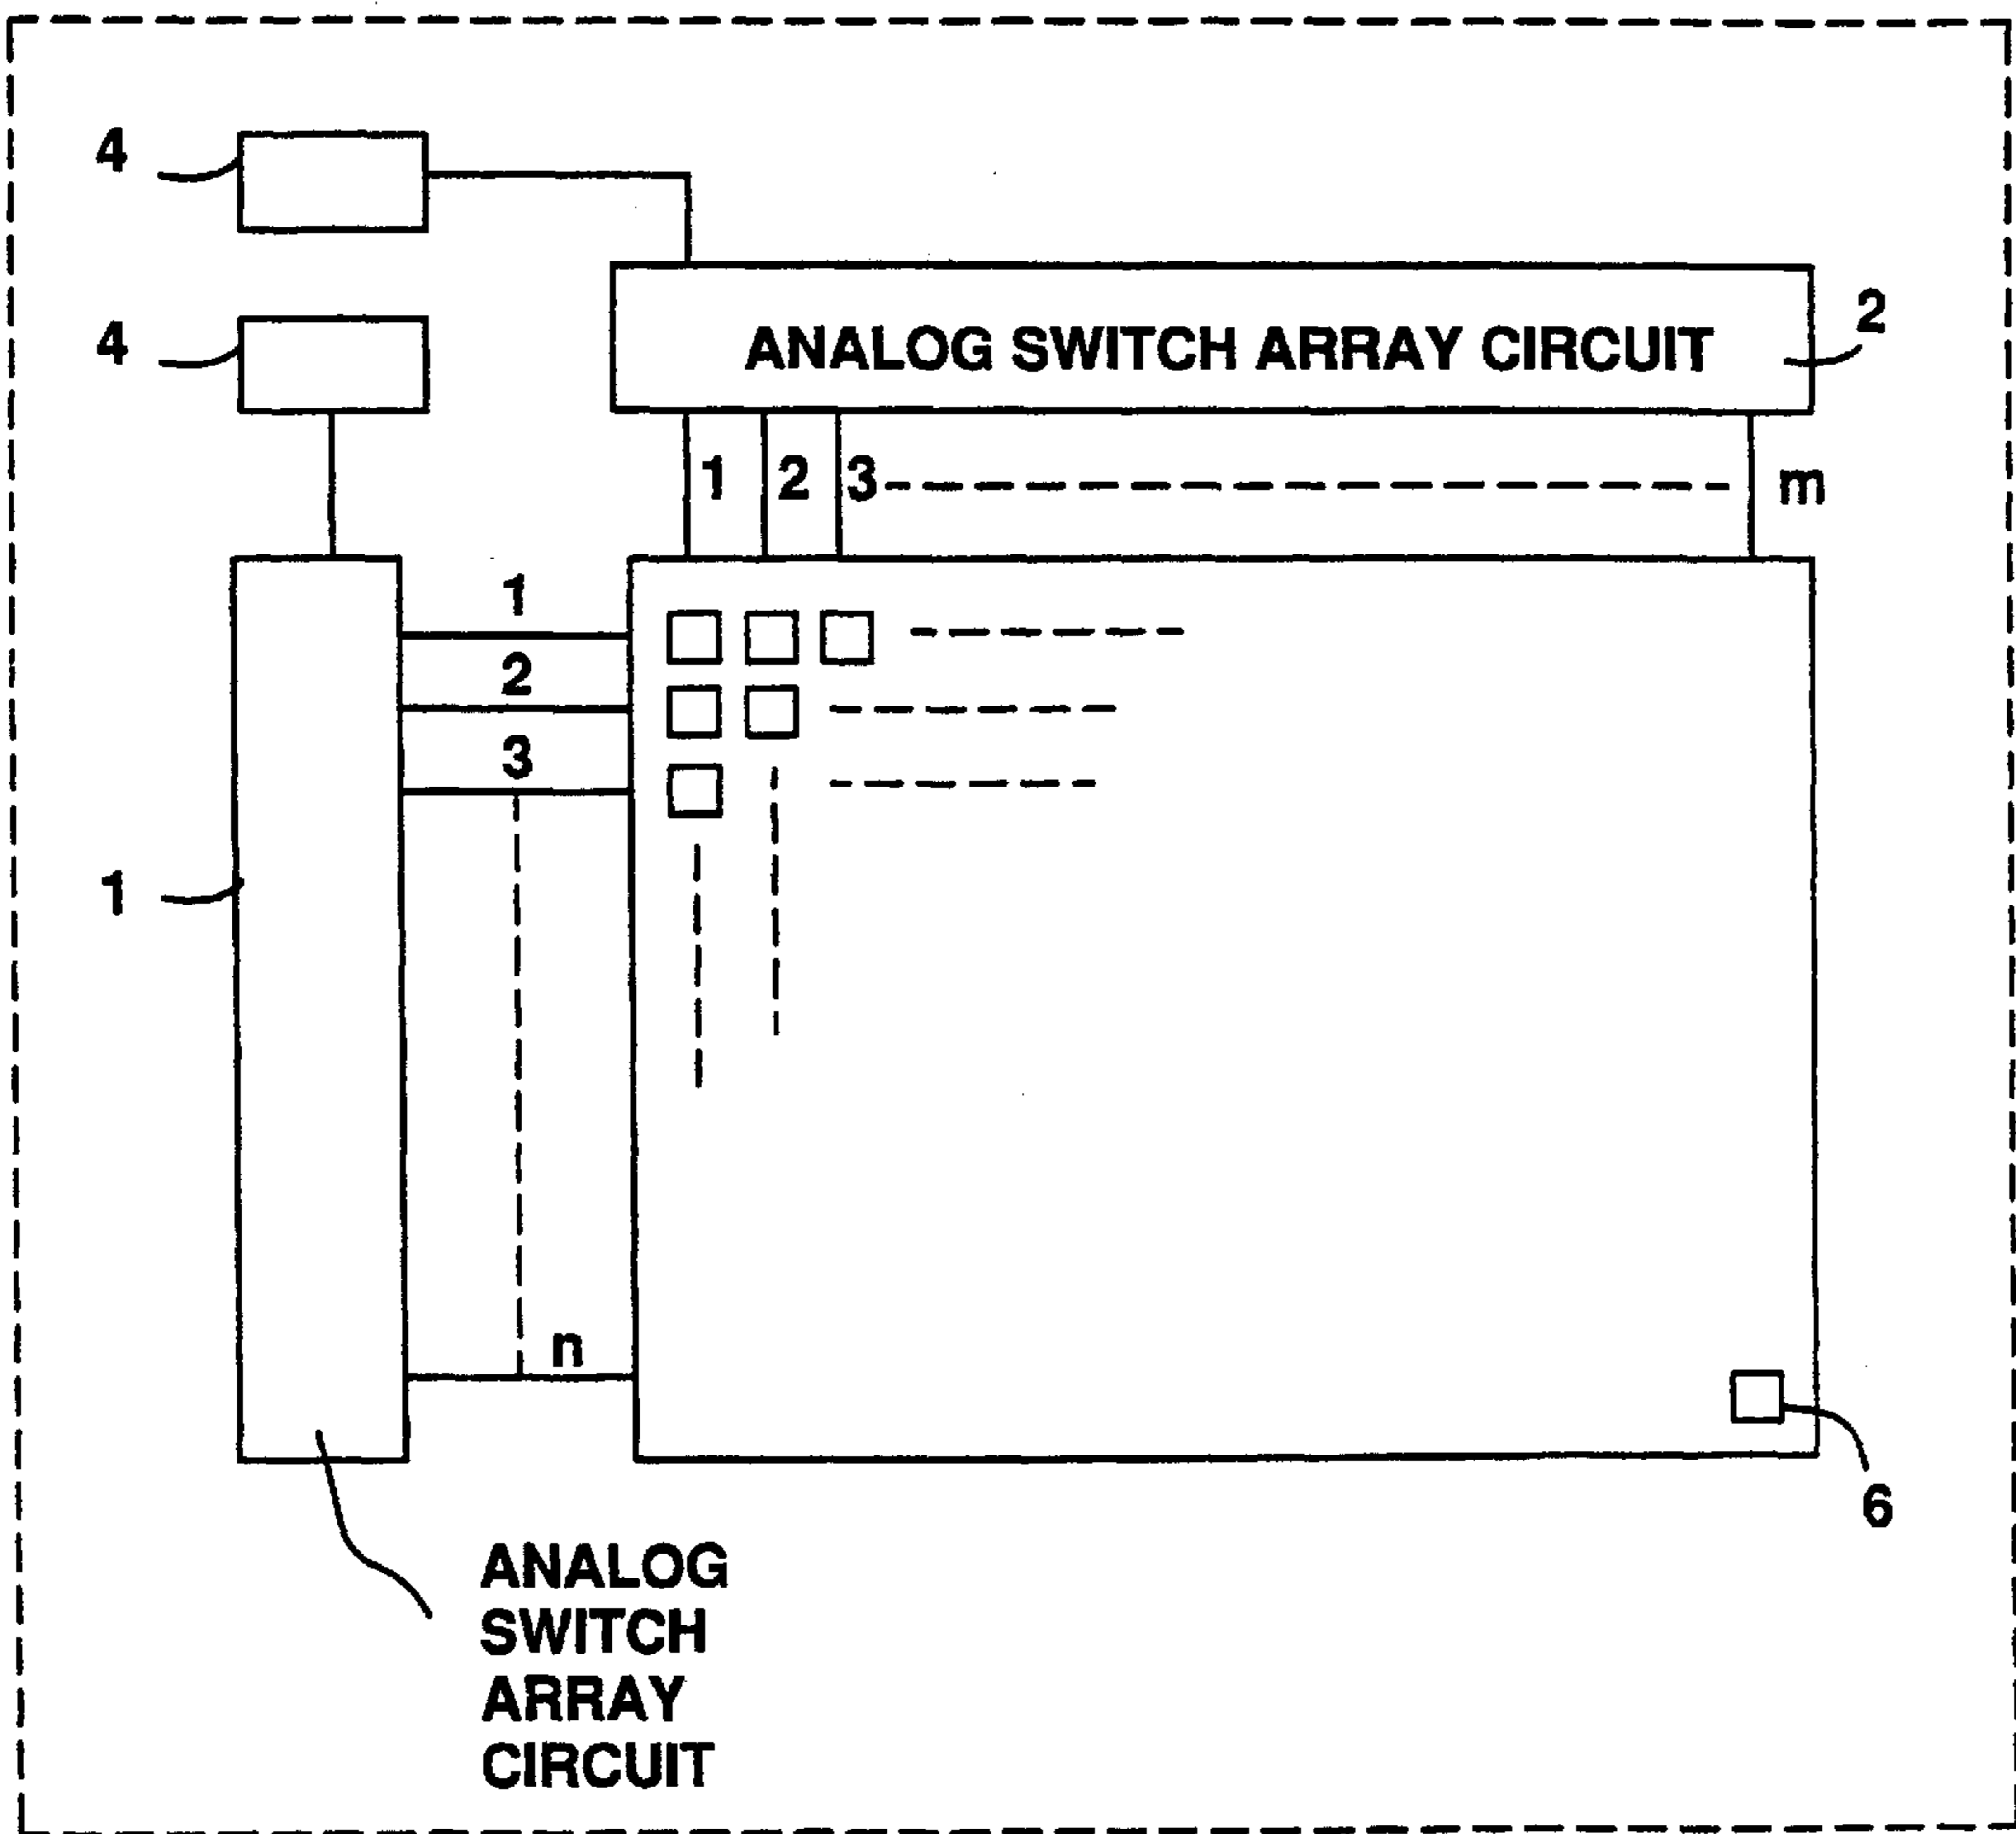 4
4
ANALOG SWITCH ARRAY CIRCUIT
2
1 2 3 m
1
2
3
1
n
6
ANALOG
SWITCH
ARRAY
CIRCUIT